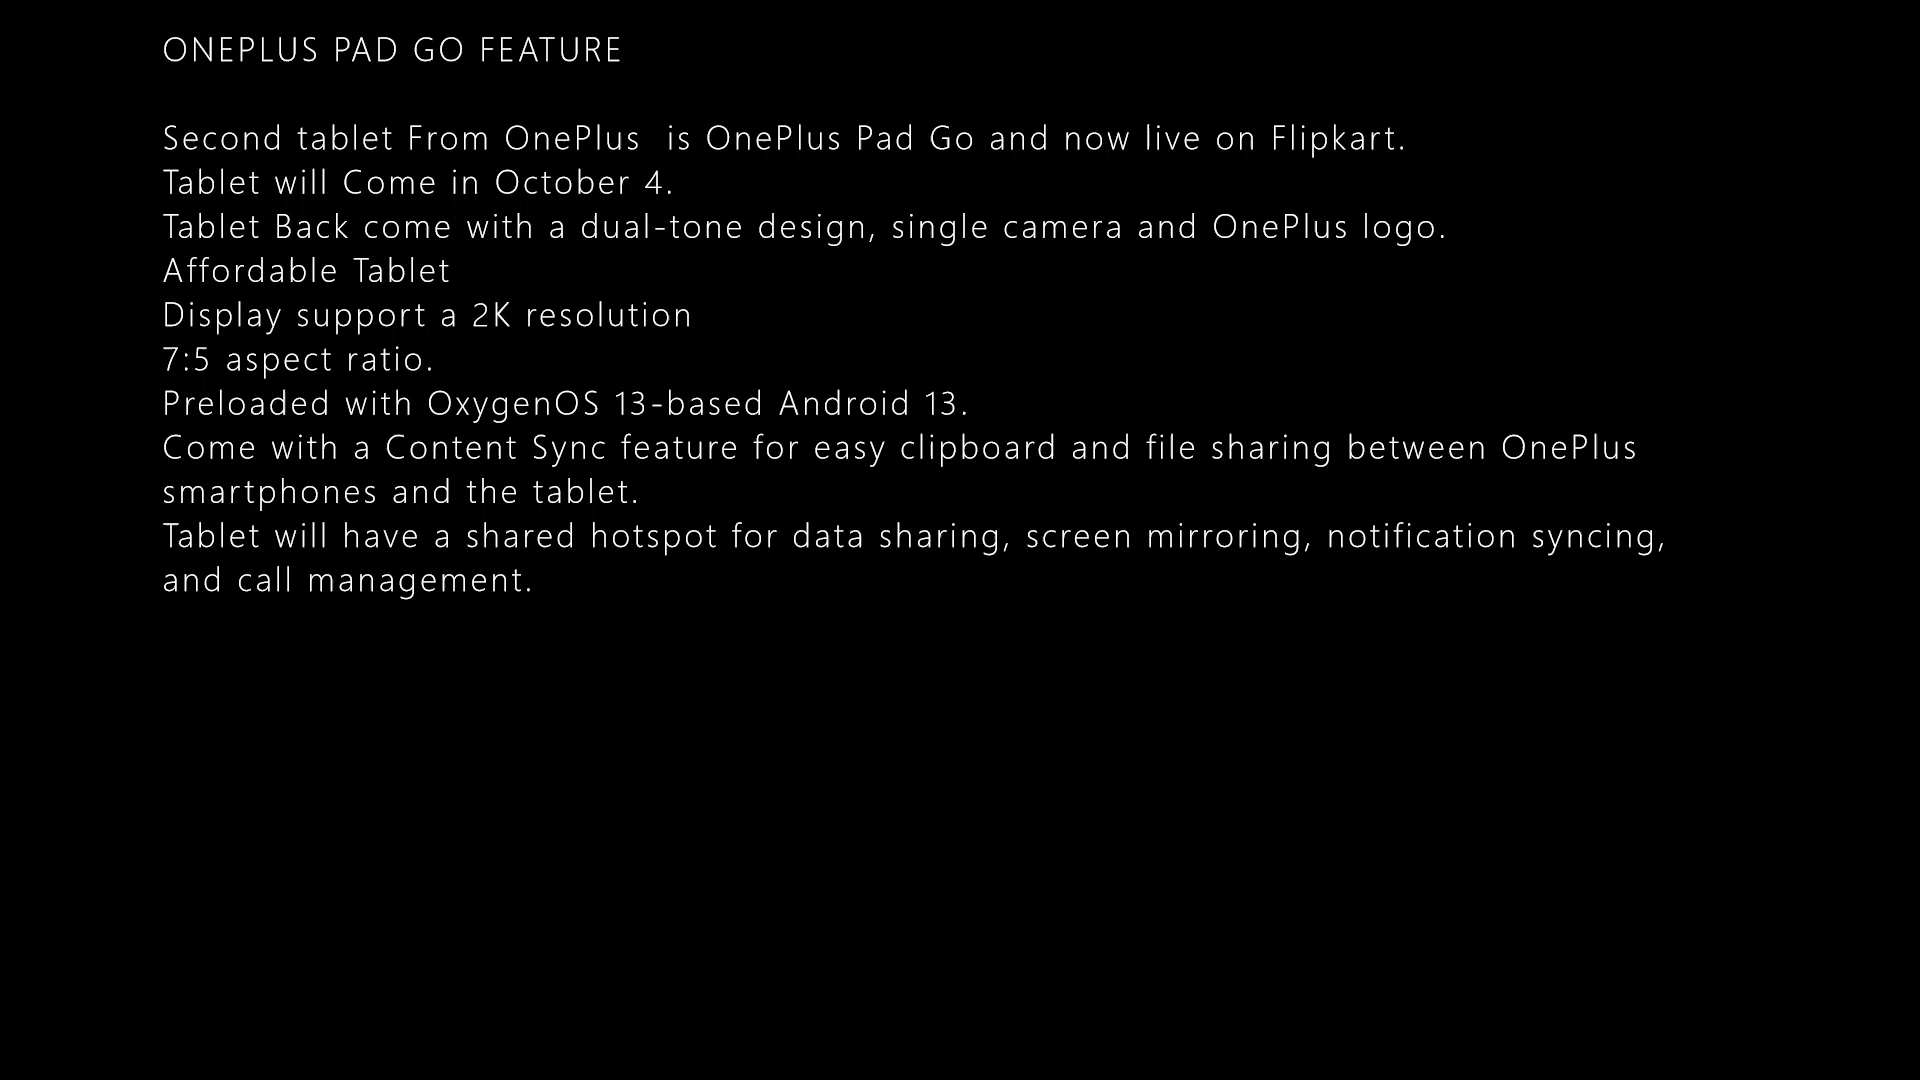 ONEPLUS PAD GO FEATURE
Second tablet From OnePlus  is OnePlus Pad Go and now live on Flipkart.
Tablet will Come in October 4.
Tablet Back come with a dual-tone design, single camera and OnePlus logo.
Affordable Tablet
Display support a 2K resolution
7:5 aspect ratio.
Preloaded with OxygenOS 13-based Android 13.
Come with a Content Sync feature for easy clipboard and file sharing between OnePlus
smartphones and the tablet.
Tablet will have a shared hotspot for data sharing, screen mirroring, notification syncing,
and call management.